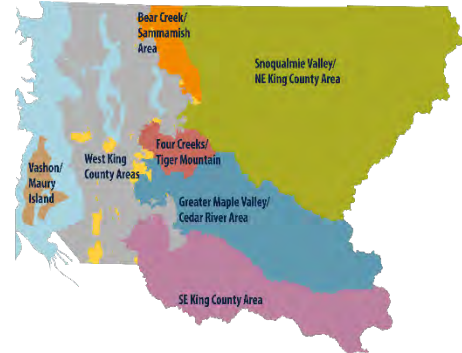 Bear Creek/
Sammamish
Area
Snoqualmie Valley/
NE King County Area
Four Creeks/
Tiger Mountain
West King
County Areas
Vashon/
Maury
Island
Greater Maple Valley/
Cedar River Area
SE King County Area